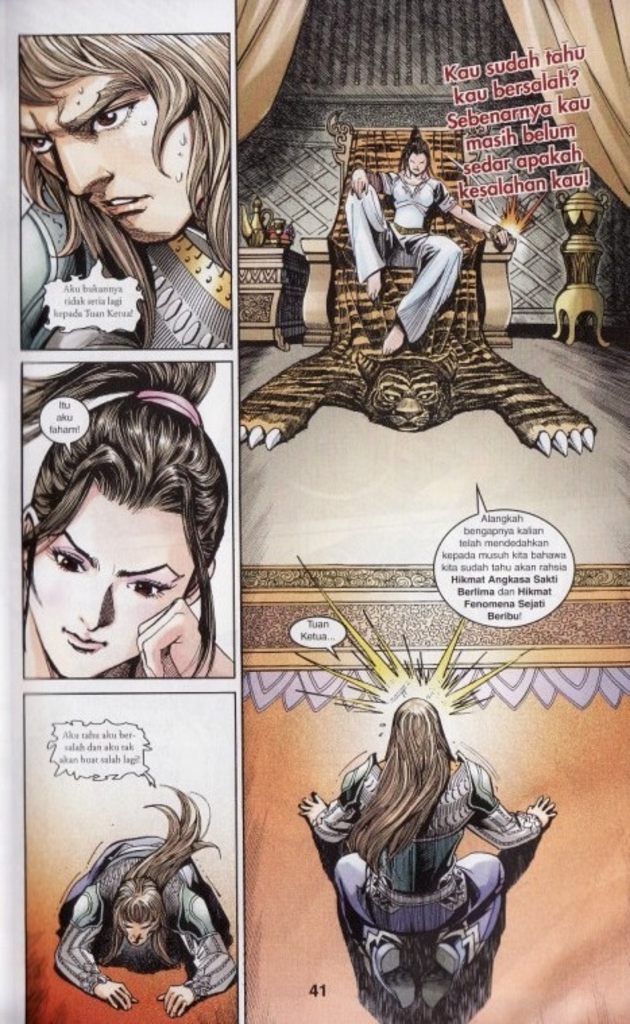 Aku bukannya
tidak setia lagi
kepada Tuan Ketua!
Itu
aku
faham!
Aku tahu aku ber-
salah dan aku tak
akan buat salah lagi!
Kau sudah tahu
kau bersalah?
Sebenarnya kau
masih belum
sedar apakah
kesalahan kau!
Alangkah
bengapnya kalian
telah mendedahkan
kepada musuh kita bahawa
kita sudah tahu akan rahsia
Hikmat Angkasa Sakti
Berlima dan Hikmat
Fenomena Sejati
Beribu!
Tuan
Ketua...
41